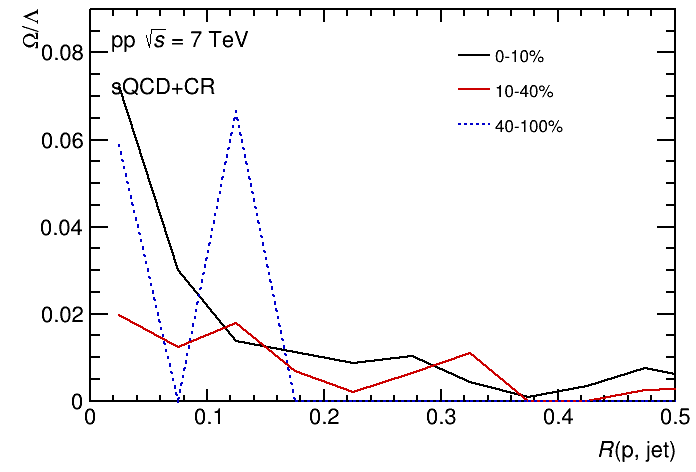 Ω/Λ
pp √s = 7 TeV
sQCD+CR
0-10%
10-40%
40-100%
0.08
0.06
0.04
0.02
0
0 0.1 0.2 0.3 0.4 0.5
R(p, jet)